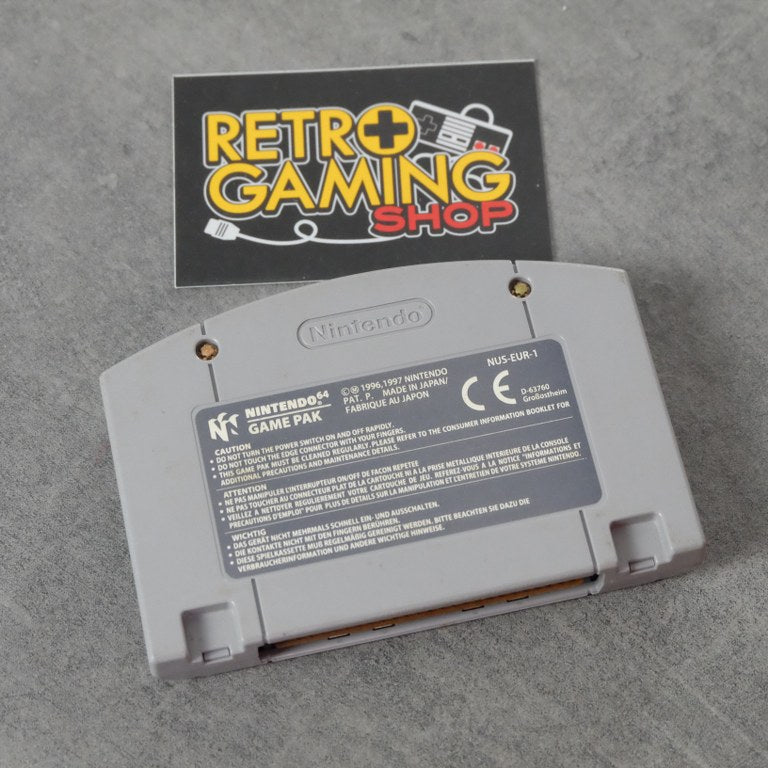 RETRO
GAMING
SHOP
Nintendo®
NINTENDO64
GAME PAK
©Ⓜ 1996,1997 NINTENDO
PAT. P. MADE IN JAPAN/
FABRIQUE AU JAPON
NUS-EUR-1
CE
D-63760
Großostheim
CAUTION
• DO NOT TURN THE POWER SWITCH ON AND OFF RAPIDLY.
• DO NOT TOUCH THE EDGE CONNECTOR WITH YOUR FINGERS.
• THIS GAME PAK MUST BE CLEANED REGULARLY. PLEASE REFER TO THE CONSUMER INFORMATION BOOKLET FOR
ADDITIONAL PRECAUTIONS AND MAINTENANCE DETAILS.
ATTENTION
• NE PAS MANIPULER L'INTERRUPTEUR ON/OFF DE FACON REPETEE
• NE PAS TOUCHER AU CONNECTEUR PLAT DE LA CARTOUCHE NI A LA PRISE METALLIQUE INTERIEURE DE LA CONSOLE
• VEILLEZ À NETTOYER REGULIEREMENT VOTRE CARTOUCHE DE JEU. REFEREZ-VOUS A LA NOTICE "INFORMATIONS ET
PRECAUTIONS D'EMPLOI" POUR PLUS DE DETAILS SUR LA MANIPULATION ET L'ENTRETIEN DE VOTRE SYSTEME NINTENDO.
WICHTIG
• DAS GERÄT NICHT MEHRMALS SCHNELL EIN- UND AUSSCHALTEN.
• DIE KONTAKTE NICHT MIT DEN FINGERN BERÜHREN.
• DIESE SPIELKASSETTE MUß REGELMÄßIG GEREINIGT WERDEN. BITTE BEACHTEN SIE DAZU DIE
VERBRAUCHERINFORMATION UND ANDERE WICHTIGE HINWEISE.